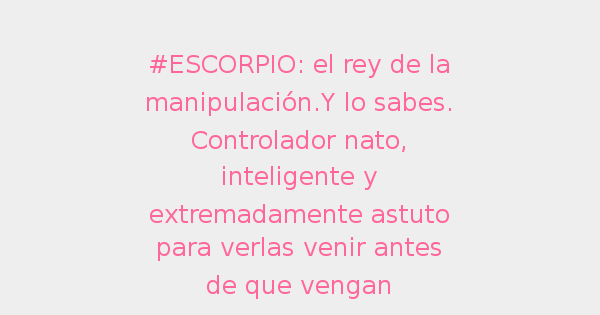 #ESCORPIO: el rey de la
manipulación.Y lo sabes.
Controlador nato,
inteligente y
extremadamente astuto
para verlas venir antes
de que vengan